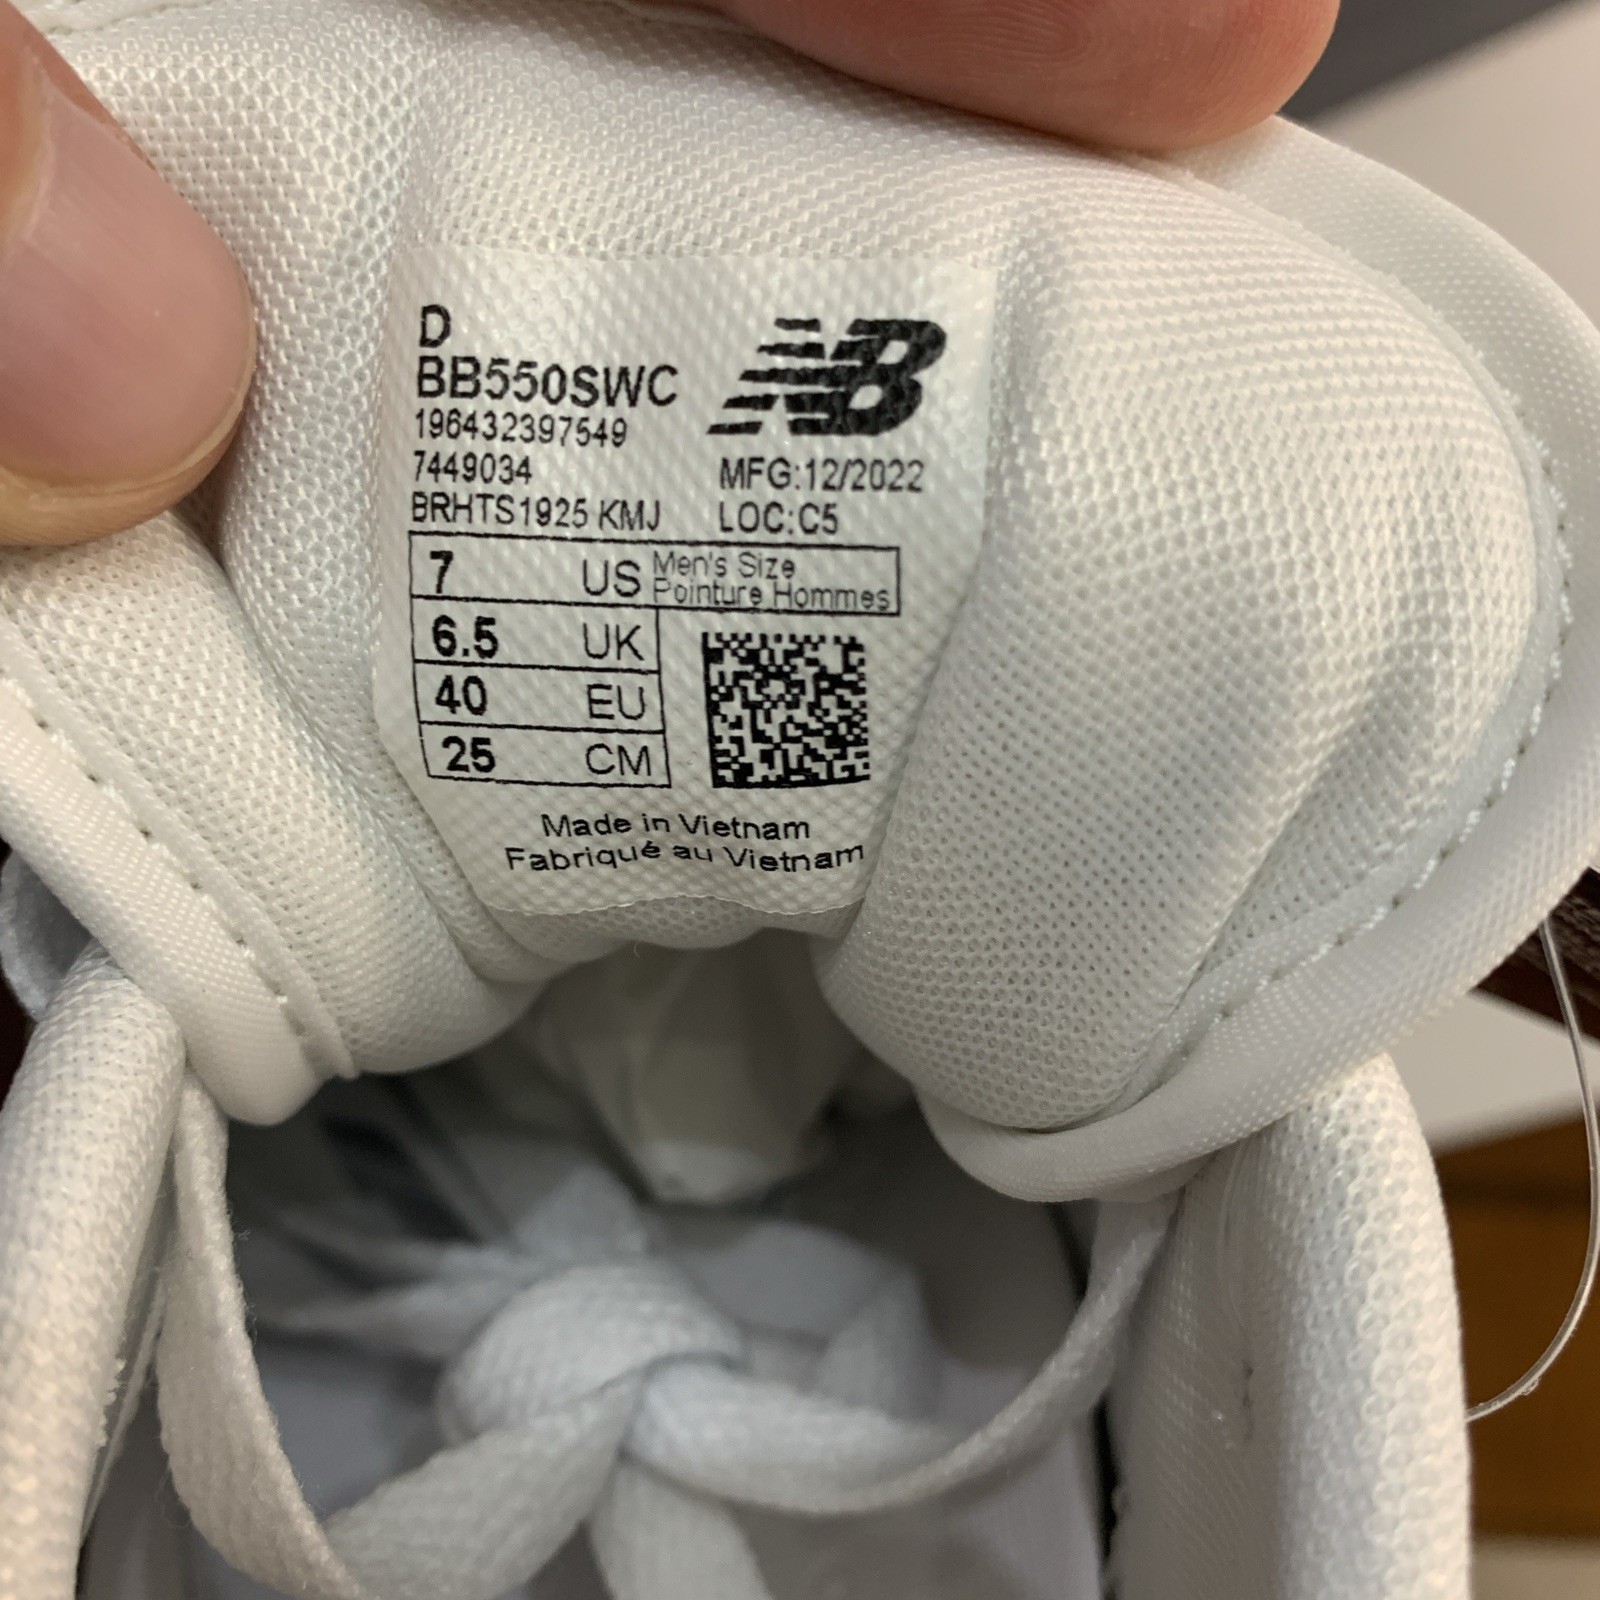 D
BB550SWC
NB
196432397549
7449034
MFG:12/2022
BRHTS1925 KMJ
LOC:C5
7 US Men's Size
Pointure Hommes
6.5 UK
40 EU
25 CM
Made in Vietnam
Fabriqué au Vietnam